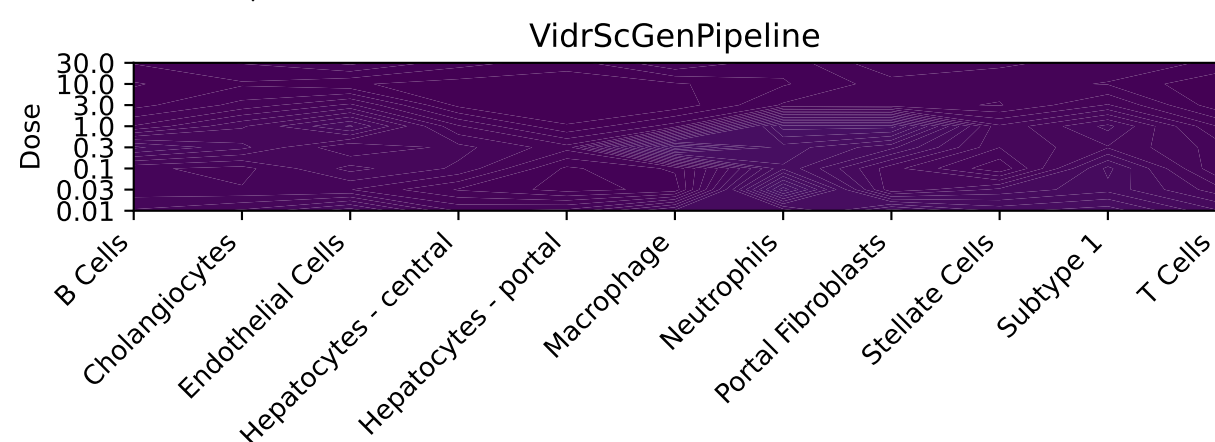 VidrScGenPipeline
Dose
30.0
10.0
3.0
1.0
0.3
0.1
0.03
0.01
B Cells
Cholangiocytes
Endothelial Cells
Hepatocytes - central
Hepatocytes - portal
Macrophage
Neutrophils
Portal Fibroblasts
Stellate Cells
Subtype 1
T Cells